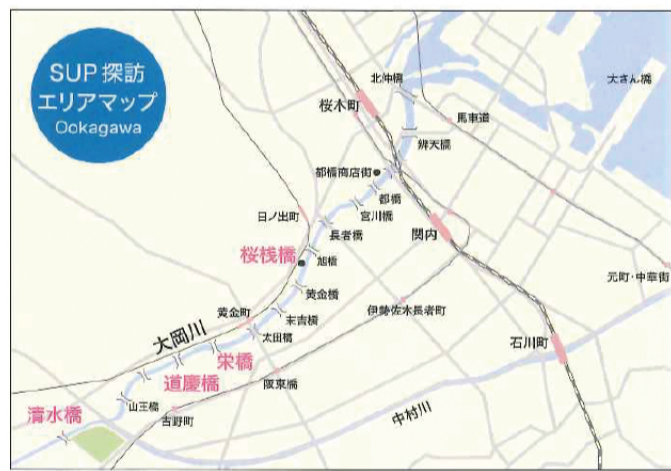 SUP 探訪
エリアマップ
Ookagawa
北仲橋
大さん橋
桜木町
馬車道
辨天橋
都橋商店街
都橋
日ノ出町
宮川橋
長者橋
関内
桜桟橋
旭橋
元町・中華街
黄金橋
伊勢佐木長者町
黄金町
末吉橋
太田橋
石川町
大岡川
栄橋
道慶橋
阪東橋
山王橋
清水橋
吉野町
中村川